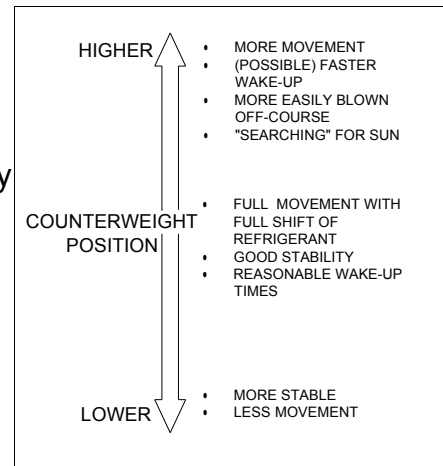 HIGHER
• MORE MOVEMENT
• (POSSIBLE) FASTER
WAKE-UP
• MORE EASILY BLOWN
OFF-COURSE
• "SEARCHING" FOR SUN
y
COUNTERWEIGHT
POSITION
• FULL MOVEMENT WITH
FULL SHIFT OF
REFRIGERANT
• GOOD STABILITY
• REASONABLE WAKE-UP
TIMES
LOWER
• MORE STABLE
• LESS MOVEMENT